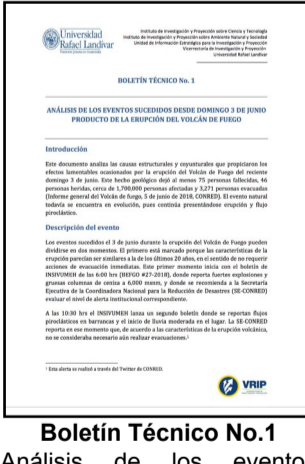 Universidad
Rafael Landívar
Instituto de Investigación y Proyección sobre Ciencia y Tecnología
Instituto de Investigación y Proyección sobre Ambiente Natural y Sociedad
Unidad de Información Estratégica para la Investigación y Proyección
Vicerrectoría de Investigación y Proyección
Universidad Rafael Landívar
BOLETÍN TÉCNICO No. 1
ANÁLISIS DE LOS EVENTOS SUCEDIDOS DESDE DOMINGO 3 DE JUNIO
PRODUCTO DE LA ERUPCIÓN DEL VOLCÁN DE FUEGO
Introducción
Este documento analiza las causas estructurales y coyunturales que propiciaron los
efectos lamentables ocasionados por la erupción del Volcán de Fuego del reciente
domingo 3 de junio. Este hecho geológico dejó al menos 75 personas fallecidas, 46
personas heridas, cerca de 1,700,000 personas afectadas y 3,271 personas evacuadas
(Informe general del Volcán de fuego, 5 de junio de 2018, CONRED). El evento natural
todavía se encuentra en evolución, pues continúa presentándose erupción y flujo
piroclástico.
Descripción del evento
Los eventos sucedidos el 3 de junio durante la erupción del Volcán de Fuego pueden
dividirse en dos momentos. El primero está marcado porque las características de la
erupción parecían ser similares a la de los últimos 20 años, en el sentido de no requerir
acciones de evacuación inmediatas. Este primer momento inicia con el boletín de
INSIVUMEH de las 6:00 hrs (BEFGO #27-2018), donde reporta fuertes explosiones y
gruesas columnas de ceniza a 6,000 msnm, y donde se recomienda a la Secretaría
Ejecutiva de la Coordinadora Nacional para la Reducción de Desastres (SE-CONRED)
evaluar el nivel de alerta institucional correspondiente.
A las 10:30 hrs el INSIVUMEH lanza un segundo boletín donde se reportan flujos
piroclásticos en barrancas y el inicio de lluvia moderada en el lugar. La SE-CONRED
reporta en ese momento que, de acuerdo a las características de la erupción volcánica,
no se consideraba necesario aún realizar evacuaciones.¹
¹ Esta alerta se realizó a través del Twitter de CONRED.
VRIP
Boletín Técnico No.1
Análisis de los evento